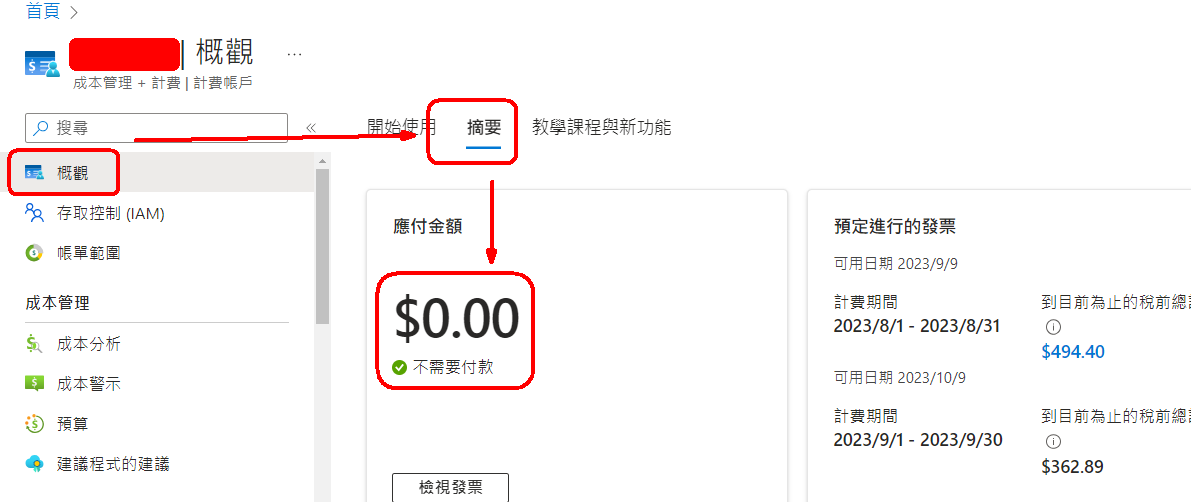 首頁
| 概觀 ...
成本管理 + 計費 | 計費帳戶
搜尋
概觀
存取控制 (IAM)
帳單範圍
成本管理
成本分析
成本警示
預算
建議程式的建議
開始使用 摘要 教學課程與新功能
應付金額
$0.00
不需要付款
檢視發票
預定進行的發票
可用日期 2023/9/9
計費期間 到目前為止的稅前總
2023/8/1 - 2023/8/31
$494.40
可用日期 2023/10/9
計費期間 到目前為止的稅前總
2023/9/1 - 2023/9/30
$362.89